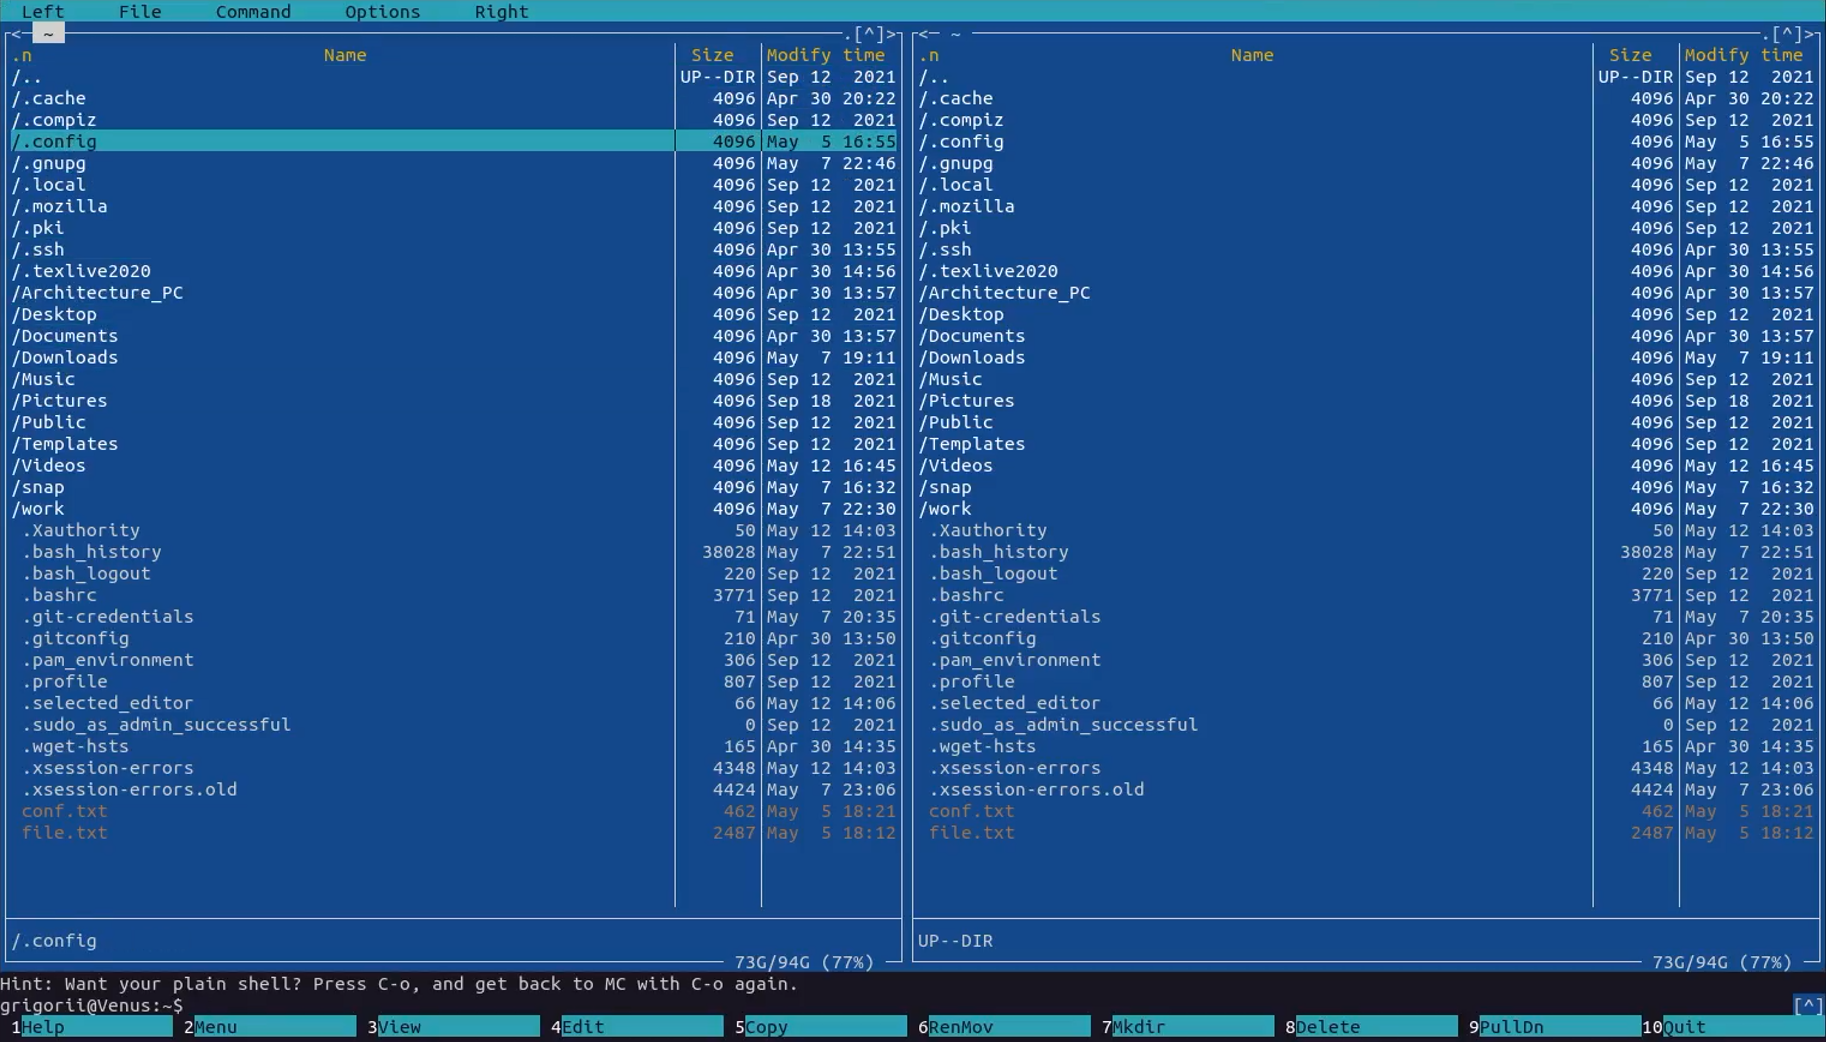 Left File Command Options Right
<─ ~ .[^]>
.n Name Size Modify time
/.. UP--DIR Sep 12 2021
/.cache 4096 Apr 30 20:22
/.compiz 4096 Sep 12 2021
/.config 4096 May 5 16:55
/.gnupg 4096 May 7 22:46
/.local 4096 Sep 12 2021
/.mozilla 4096 Sep 12 2021
/.pki 4096 Sep 12 2021
/.ssh 4096 Apr 30 13:55
/.texlive2020 4096 Apr 30 14:56
/Architecture_PC 4096 Apr 30 13:57
/Desktop 4096 Sep 12 2021
/Documents 4096 Apr 30 13:57
/Downloads 4096 May 7 19:11
/Music 4096 Sep 12 2021
/Pictures 4096 Sep 18 2021
/Public 4096 Sep 12 2021
/Templates 4096 Sep 12 2021
/Videos 4096 May 12 16:45
/snap 4096 May 7 16:32
/work 4096 May 7 22:30
.Xauthority 50 May 12 14:03
.bash_history 38028 May 7 22:51
.bash_logout 220 Sep 12 2021
.bashrc 3771 Sep 12 2021
.git-credentials 71 May 7 20:35
.gitconfig 210 Apr 30 13:50
.pam_environment 306 Sep 12 2021
.profile 807 Sep 12 2021
.selected_editor 66 May 12 14:06
.sudo_as_admin_successful 0 Sep 12 2021
.wget-hsts 165 Apr 30 14:35
.xsession-errors 4348 May 12 14:03
.xsession-errors.old 4424 May 7 23:06
conf.txt 462 May 5 18:21
file.txt 2487 May 5 18:12
/.config
73G/94G (77%)
<─ ~ .[^]>
.n Name Size Modify time
/.. UP--DIR Sep 12 2021
/.cache 4096 Apr 30 20:22
/.compiz 4096 Sep 12 2021
/.config 4096 May 5 16:55
/.gnupg 4096 May 7 22:46
/.local 4096 Sep 12 2021
/.mozilla 4096 Sep 12 2021
/.pki 4096 Sep 12 2021
/.ssh 4096 Apr 30 13:55
/.texlive2020 4096 Apr 30 14:56
/Architecture_PC 4096 Apr 30 13:57
/Desktop 4096 Sep 12 2021
/Documents 4096 Apr 30 13:57
/Downloads 4096 May 7 19:11
/Music 4096 Sep 12 2021
/Pictures 4096 Sep 18 2021
/Public 4096 Sep 12 2021
/Templates 4096 Sep 12 2021
/Videos 4096 May 12 16:45
/snap 4096 May 7 16:32
/work 4096 May 7 22:30
.Xauthority 50 May 12 14:03
.bash_history 38028 May 7 22:51
.bash_logout 220 Sep 12 2021
.bashrc 3771 Sep 12 2021
.git-credentials 71 May 7 20:35
.gitconfig 210 Apr 30 13:50
.pam_environment 306 Sep 12 2021
.profile 807 Sep 12 2021
.selected_editor 66 May 12 14:06
.sudo_as_admin_successful 0 Sep 12 2021
.wget-hsts 165 Apr 30 14:35
.xsession-errors 4348 May 12 14:03
.xsession-errors.old 4424 May 7 23:06
conf.txt 462 May 5 18:21
file.txt 2487 May 5 18:12
UP--DIR
73G/94G (77%)
Hint: Want your plain shell? Press C-o, and get back to MC with C-o again.
grigorii@Venus:~$ [^]
1Help 2Menu 3View 4Edit 5Copy 6RenMov 7Mkdir 8Delete 9PullDn 10Quit